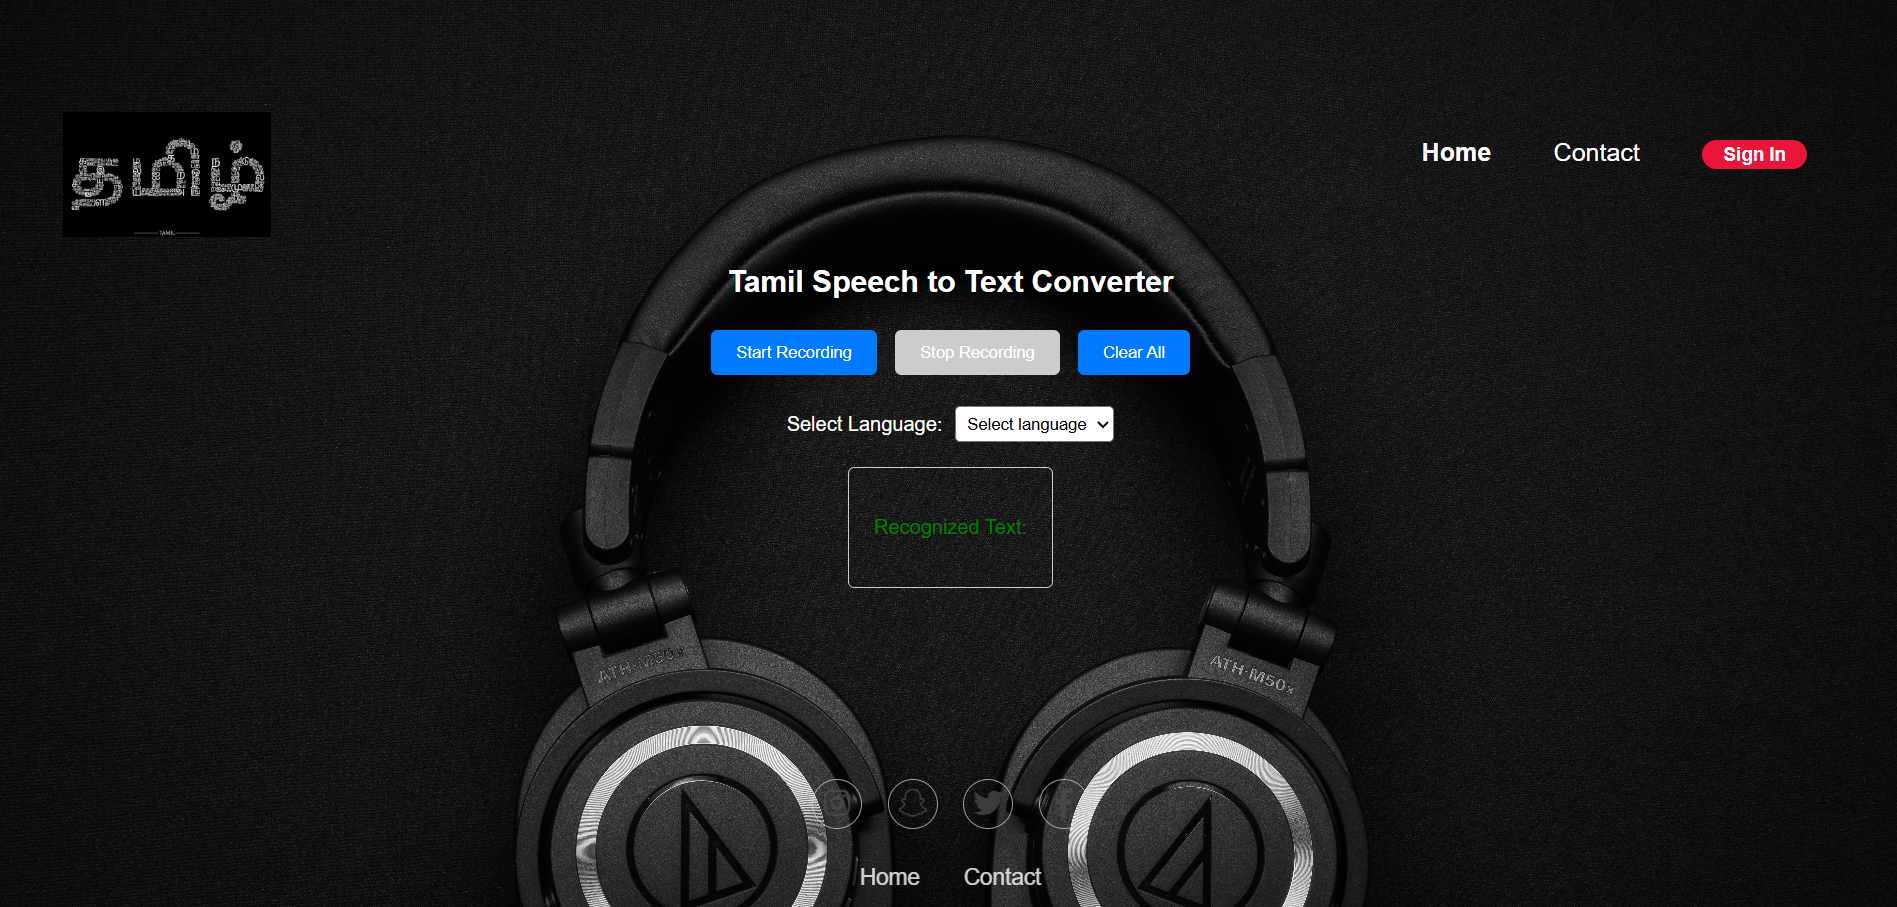 தமிழ்
TAMIL
Home
Contact
Sign In
Tamil Speech to Text Converter
Start Recording
Stop Recording
Clear All
Select Language:
Select language
Recognized Text:
ATH-M50x
ATH-M50x
Home
Contact